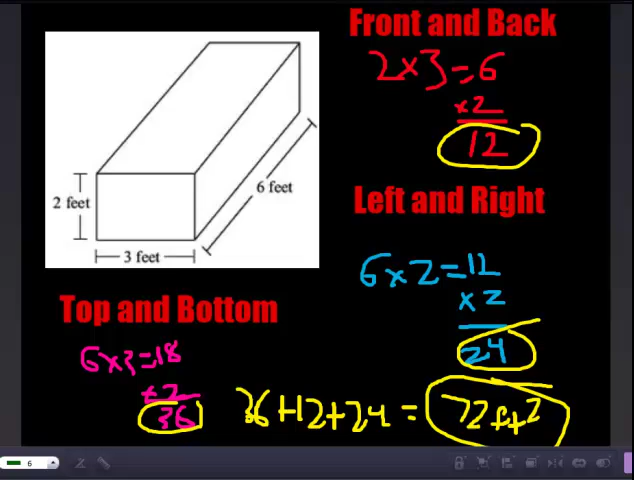 Front and Back
2x3=6
x2
12
2 feet
3 feet
6 feet
Left and Right
6x2=12
x2
24
Top and Bottom
6x3=18
x2
36
36+12+24=72ft2
6